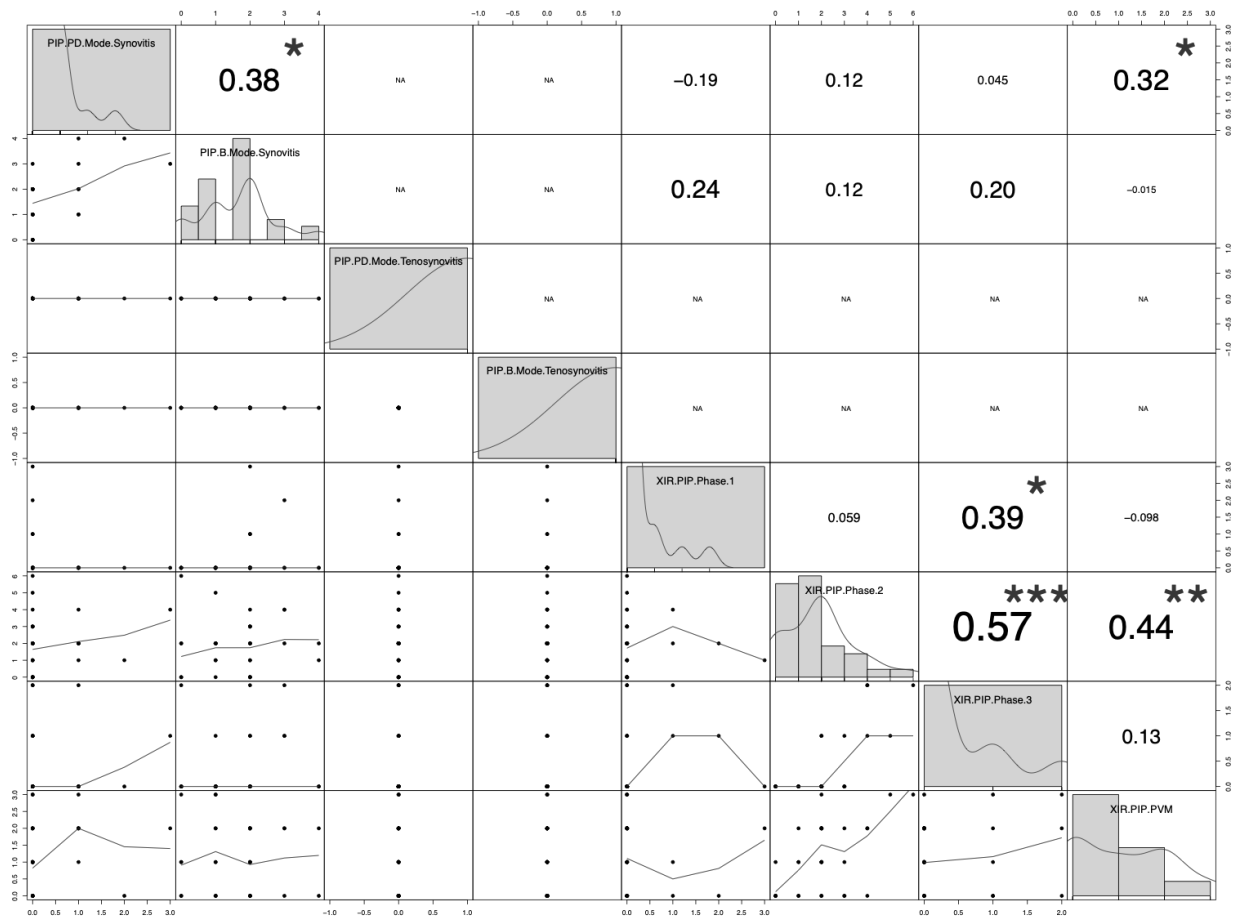 0 1 2 3 4
−1.0 −0.5 0.0 0.5 1.0
0 1 2 3 4 5 6
0.0 0.5 1.0 1.5 2.0 2.5 3.0
PIP.PD.Mode.Synovitis
0.38 *
NA
NA
−0.19
0.12
0.045
0.32 *
0.0 0.5 1.0 1.5 2.0 2.5 3.0
0 1 2 3 4
PIP.B.Mode.Synovitis
NA
NA
0.24
0.12
0.20
−0.015
PIP.PD.Mode.Tenosynovitis
NA
NA
NA
NA
NA
−1.0 −0.5 0.0 0.5 1.0
−1.0 −0.5 0.0 0.5 1.0
PIP.B.Mode.Tenosynovitis
NA
NA
NA
NA
XIR.PIP.Phase.1
0.059
0.39 *
−0.098
0.0 0.5 1.0 1.5 2.0 2.5 3.0
0 1 2 3 4 5 6
XIR.PIP.Phase.2
0.57 ***
0.44 **
XIR.PIP.Phase.3
0.13
0.0 0.5 1.0 1.5 2.0
0.0 0.5 1.0 1.5 2.0 2.5 3.0
XIR.PIP.PVM
0.0 0.5 1.0 1.5 2.0 2.5 3.0
−1.0 −0.5 0.0 0.5 1.0
0.0 0.5 1.0 1.5 2.0 2.5 3.0
0.0 0.5 1.0 1.5 2.0